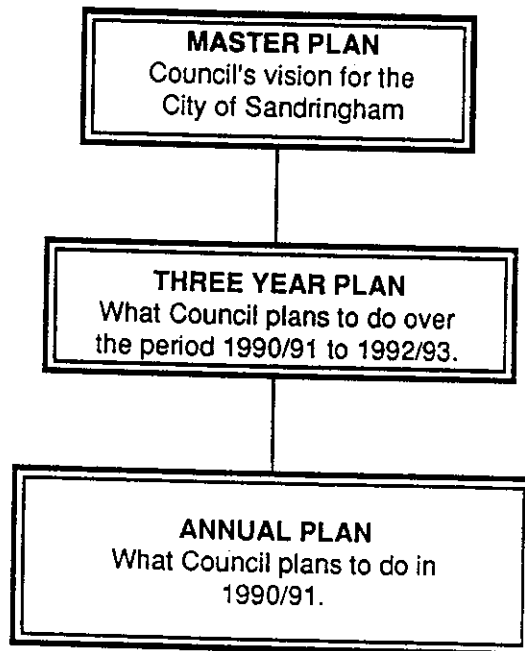 MASTER PLAN
Council's vision for the
City of Sandringham
THREE YEAR PLAN
What Council plans to do over
the period 1990/91 to 1992/93.
ANNUAL PLAN
What Council plans to do in
1990/91.